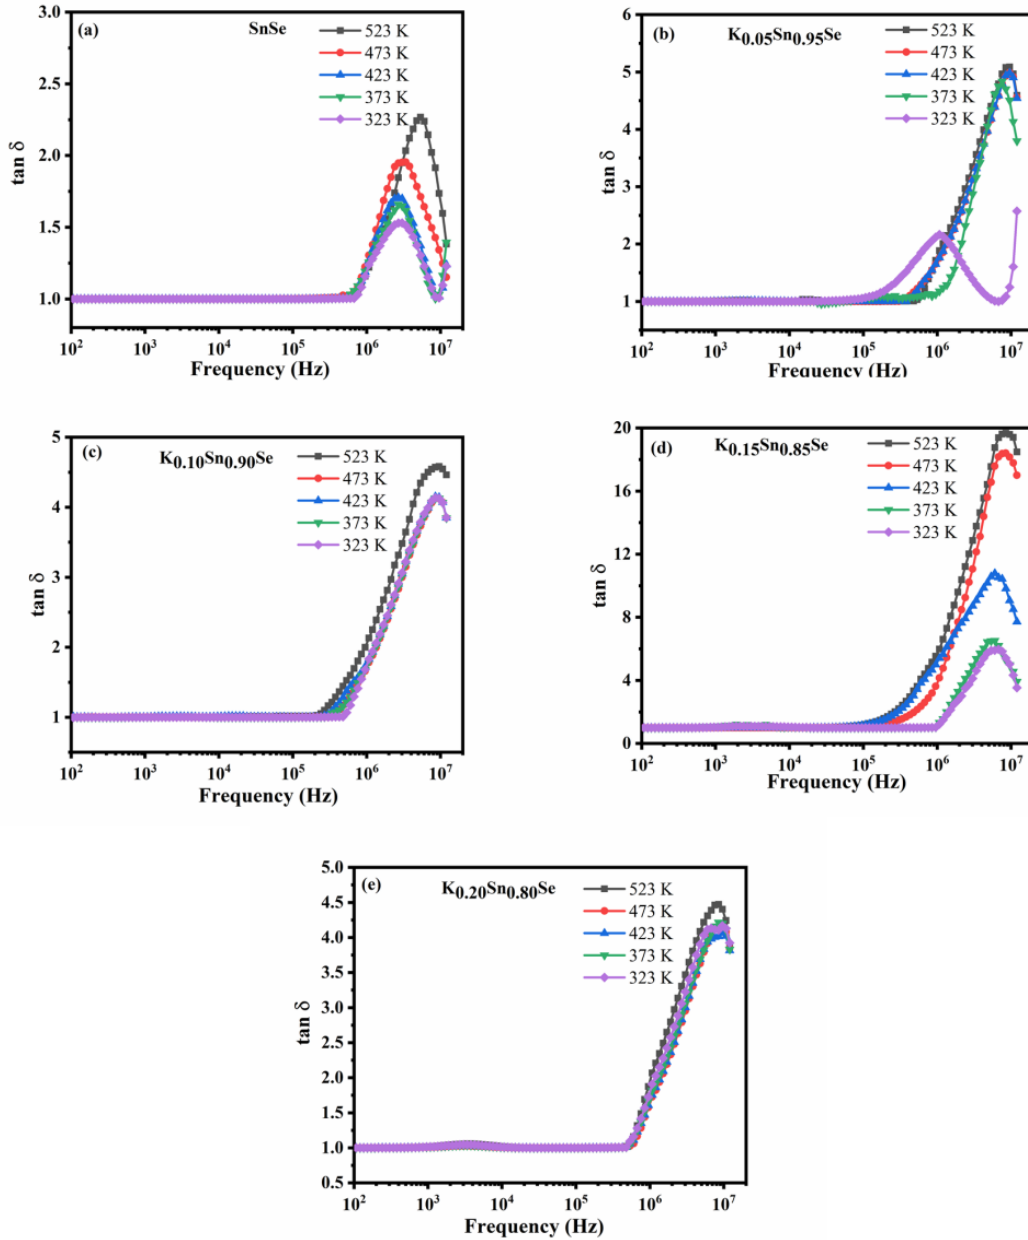 (a)
SnSe
523 K
473 K
423 K
373 K
323 K
3.0
2.5
2.0
1.5
1.0
tan δ
10² 10³ 10⁴ 10⁵ 10⁶ 10⁷
Frequency (Hz)
(b)
K₀.₀₅Sn₀.₉₅Se
523 K
473 K
423 K
373 K
323 K
6
5
4
3
2
1
tan δ
10² 10³ 10⁴ 10⁵ 10⁶ 10⁷
Frequency (Hz)
(c)
K₀.₁₀Sn₀.₉₀Se
523 K
473 K
423 K
373 K
323 K
5
4
3
2
1
tan δ
10² 10³ 10⁴ 10⁵ 10⁶ 10⁷
Frequency (Hz)
(d)
K₀.₁₅Sn₀.₈₅Se
523 K
473 K
423 K
373 K
323 K
20
16
12
8
4
0
tan δ
10² 10³ 10⁴ 10⁵ 10⁶ 10⁷
Frequency (Hz)
(e)
K₀.₂₀Sn₀.₈₀Se
523 K
473 K
423 K
373 K
323 K
5.0
4.5
4.0
3.5
3.0
2.5
2.0
1.5
1.0
0.5
tan δ
10² 10³ 10⁴ 10⁵ 10⁶ 10⁷
Frequency (Hz)